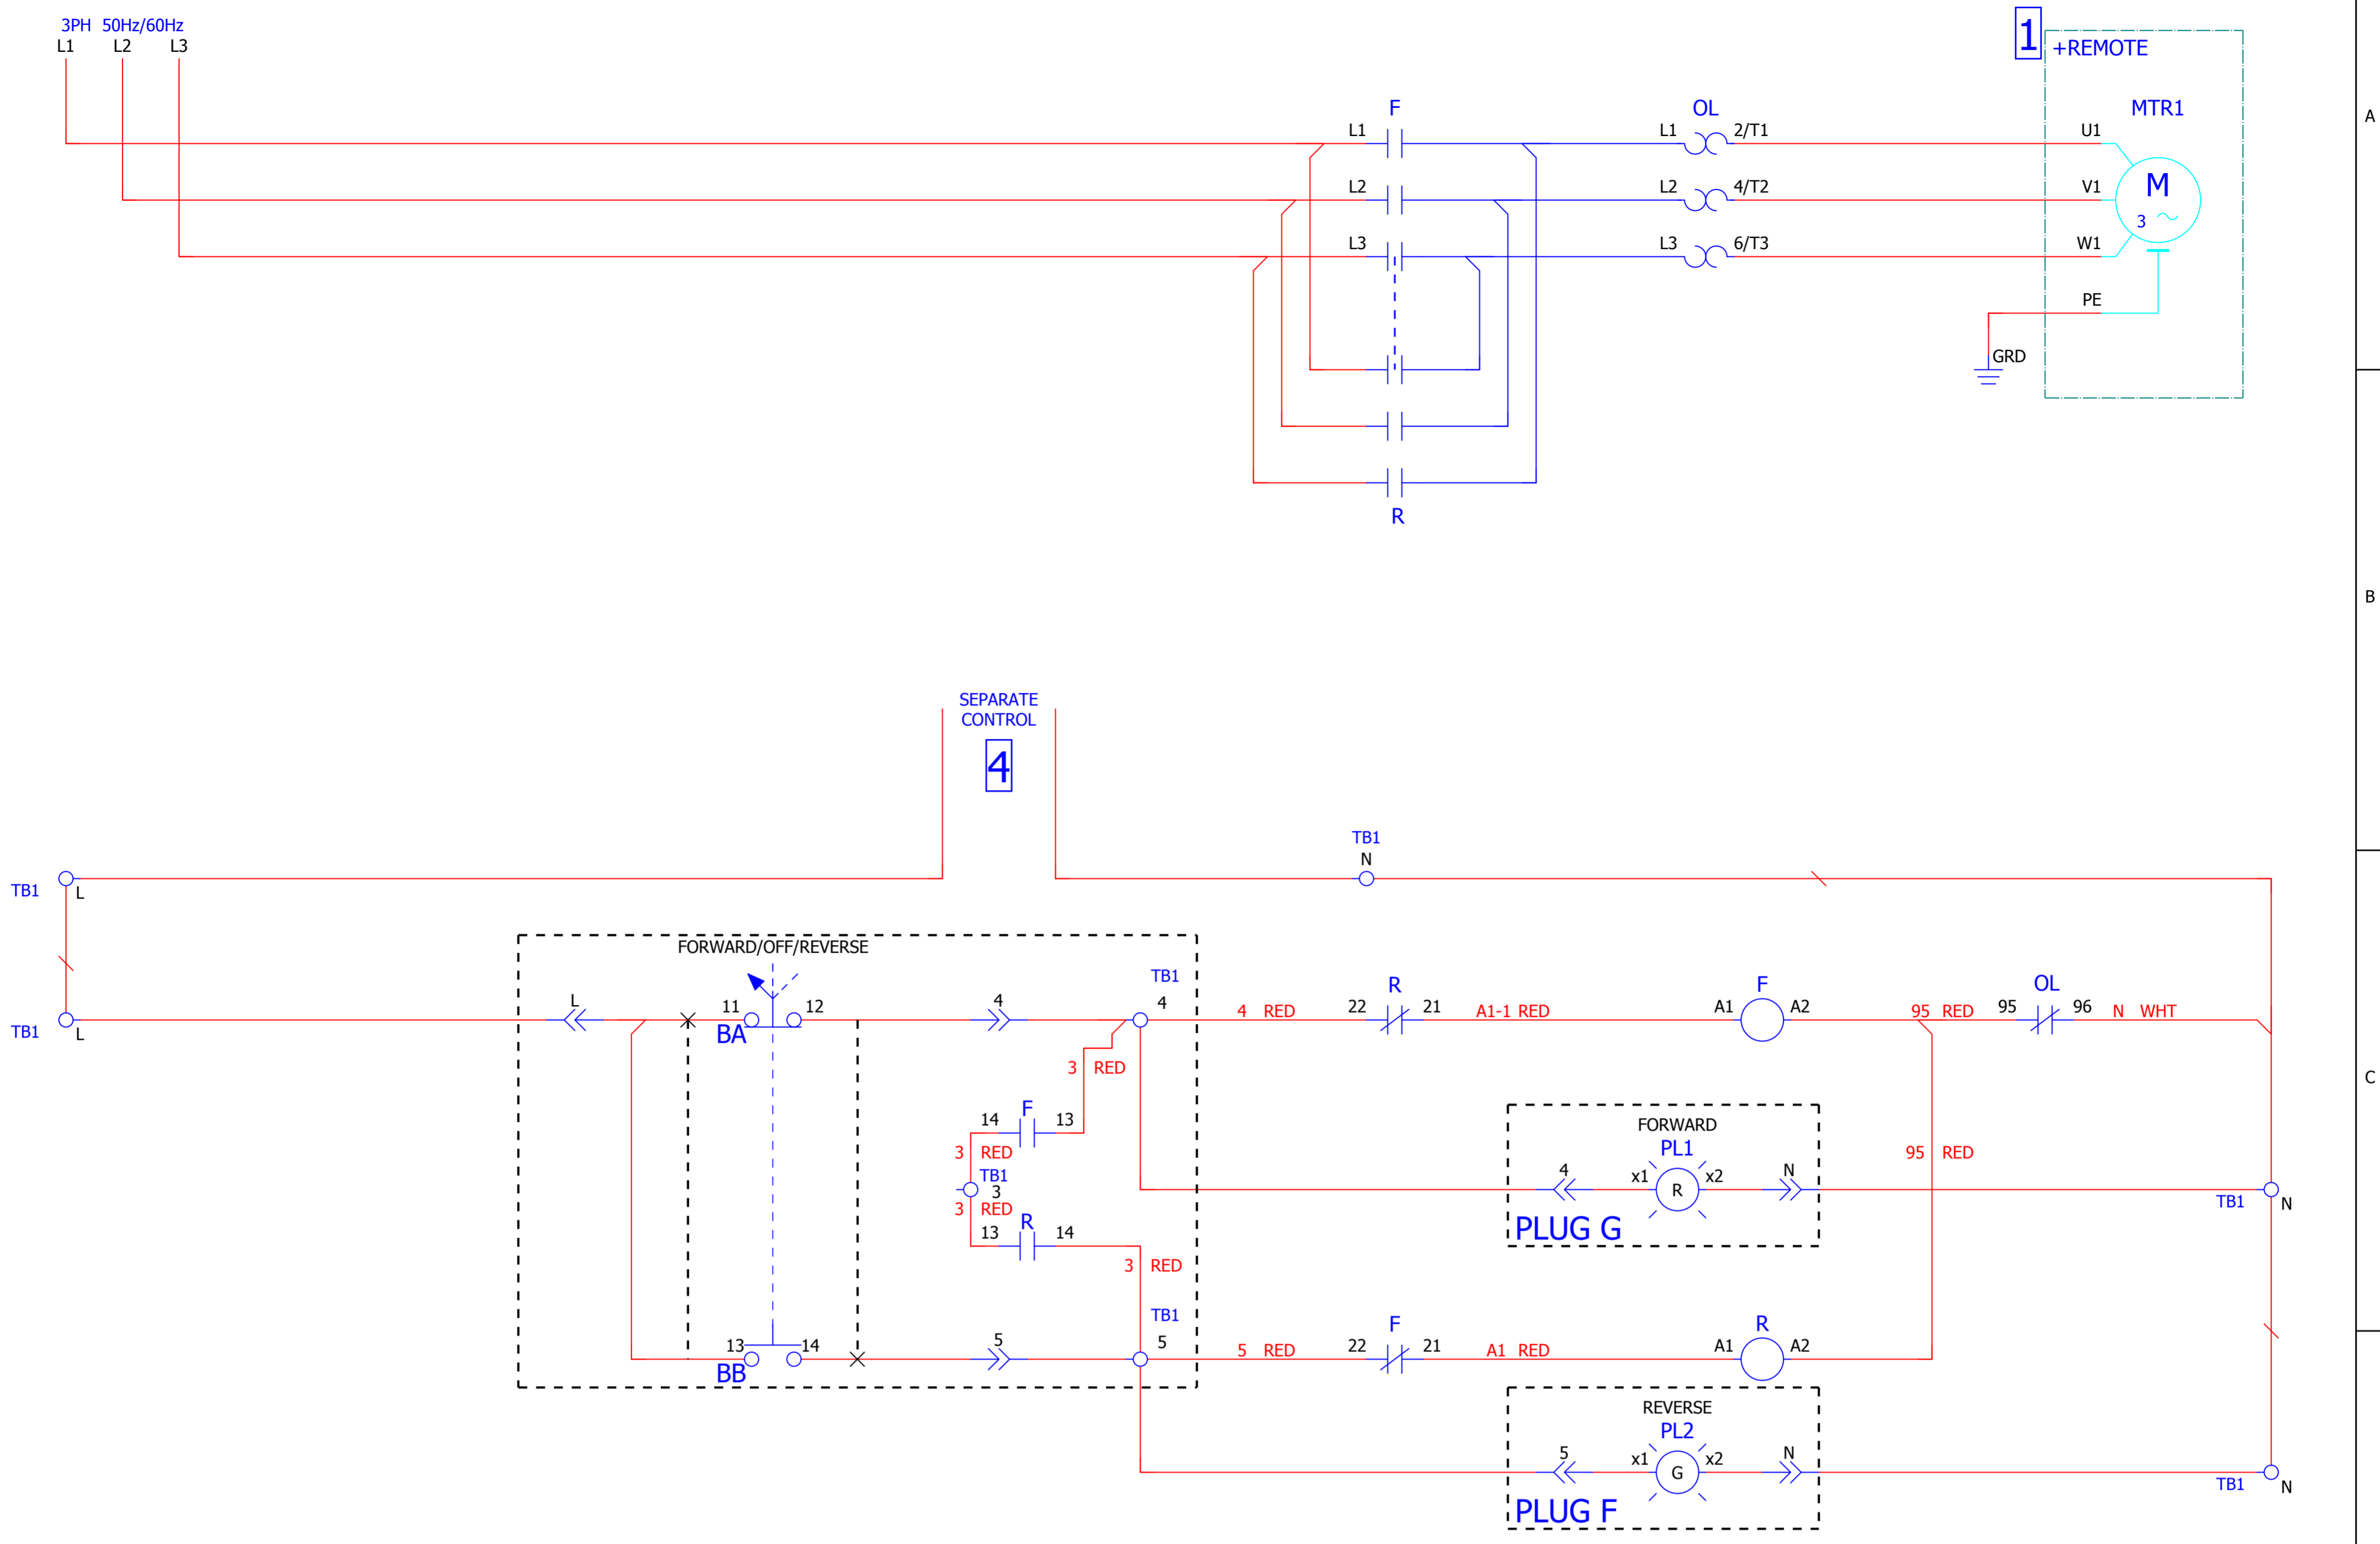 3PH 50Hz/60Hz
L1 L2 L3
1
+REMOTE
A
F OL MTR1
L1 L1 2/T1 U1
L2 L2 4/T2 V1
M
3
L3 L3 6/T3 W1
PE
GRD
R
B
SEPARATE
CONTROL
4
TB1
N
TB1 L
FORWARD/OFF/REVERSE
TB1 R F OL
L 11 12 4 4 4 RED 22 21 A1-1 RED A1 A2 95 RED 95 96 N WHT
TB1 L BA
3 RED
C
F
14 13
FORWARD
PL1
3 RED
95 RED
TB1
3
4 x1 R x2 N
TB1 N
3 RED
R
13 14
PLUG G
3 RED
TB1 F R
13 14 5 5 5 RED 22 21 A1 RED A1 A2
BB
REVERSE
PL2
5 x1 G x2 N
TB1 N
PLUG F